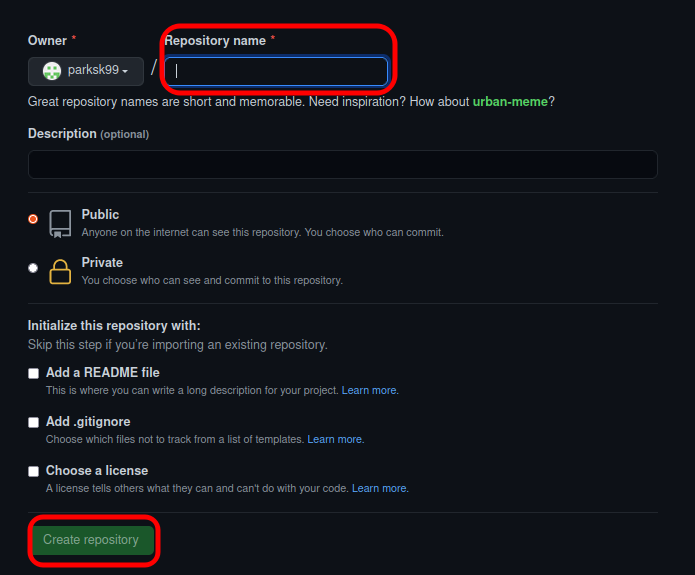 Owner * Repository name *
parksk99 /
Great repository names are short and memorable. Need inspiration? How about urban-meme?
Description (optional)
Public
Anyone on the internet can see this repository. You choose who can commit.
Private
You choose who can see and commit to this repository.
Initialize this repository with:
Skip this step if you're importing an existing repository.
Add a README file
This is where you can write a long description for your project. Learn more.
Add .gitignore
Choose which files not to track from a list of templates. Learn more.
Choose a license
A license tells others what they can and can't do with your code. Learn more.
Create repository